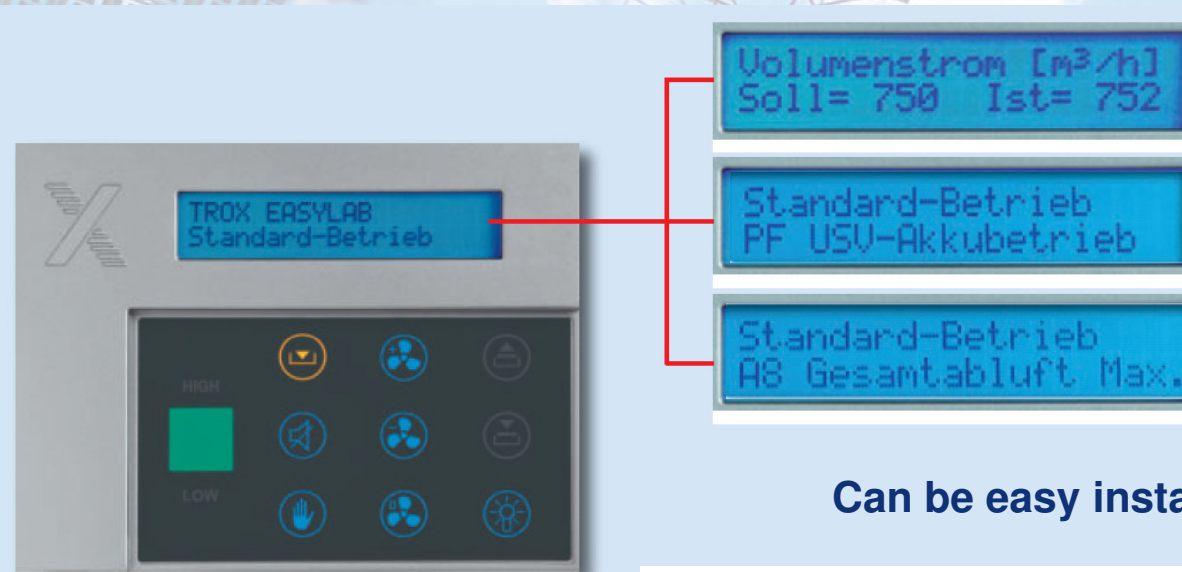 TROX EASYLAB
Standard-Betrieb
HIGH
LOW
Volumenstrom [m³/h]
Soll= 750 Ist= 752
Standard-Betrieb
PF USV-Akkubetrieb
Standard-Betrieb
A8 Gesamtabluft Max.
Can be easy